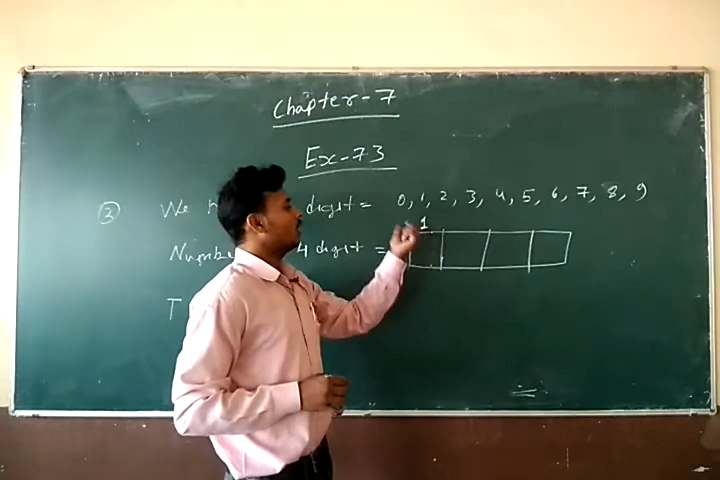 Chapter-7
Ex-7.3
② We digit = 0, 1, 2, 3, 4, 5, 6, 7, 8, 9
1
Number 4 digit =
T